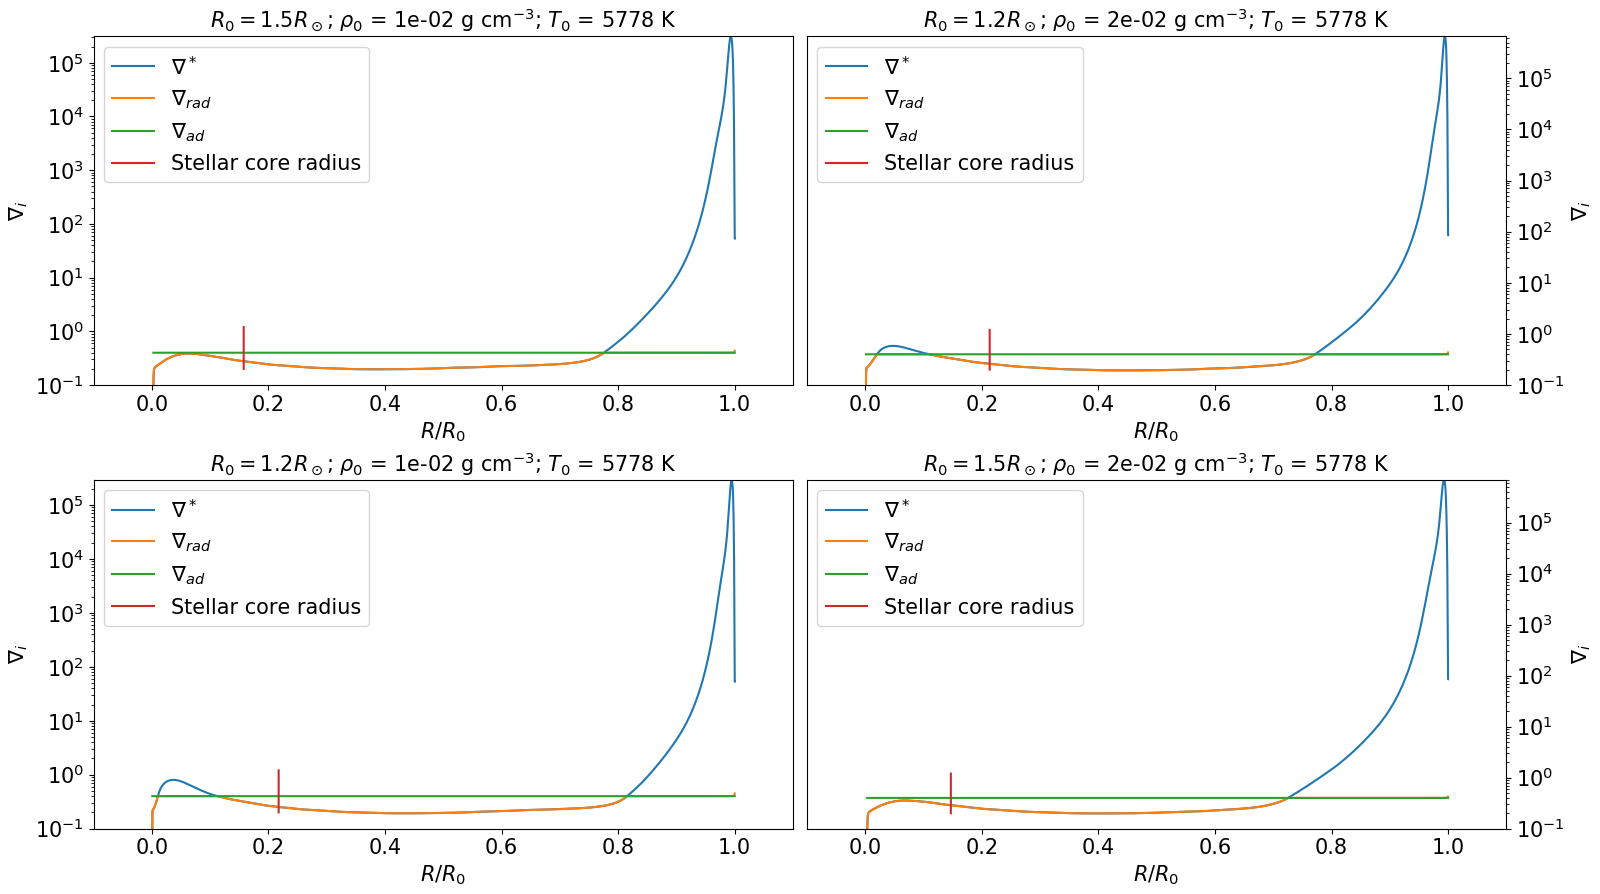 R₀ = 1.5R⊙; ρ₀ = 1e-02 g cm⁻³; T₀ = 5778 K
∇*
∇rad
∇ad
Stellar core radius
10⁵
10⁴
10³
10²
10¹
10⁰
10⁻¹
∇ᵢ
0.0 0.2 0.4 0.6 0.8 1.0
R/R₀
R₀ = 1.2R⊙; ρ₀ = 2e-02 g cm⁻³; T₀ = 5778 K
∇*
∇rad
∇ad
Stellar core radius
10⁵
10⁴
10³
10²
10¹
10⁰
10⁻¹
∇ᵢ
0.0 0.2 0.4 0.6 0.8 1.0
R/R₀
R₀ = 1.2R⊙; ρ₀ = 1e-02 g cm⁻³; T₀ = 5778 K
∇*
∇rad
∇ad
Stellar core radius
10⁵
10⁴
10³
10²
10¹
10⁰
10⁻¹
∇ᵢ
0.0 0.2 0.4 0.6 0.8 1.0
R/R₀
R₀ = 1.5R⊙; ρ₀ = 2e-02 g cm⁻³; T₀ = 5778 K
∇*
∇rad
∇ad
Stellar core radius
10⁵
10⁴
10³
10²
10¹
10⁰
10⁻¹
∇ᵢ
0.0 0.2 0.4 0.6 0.8 1.0
R/R₀